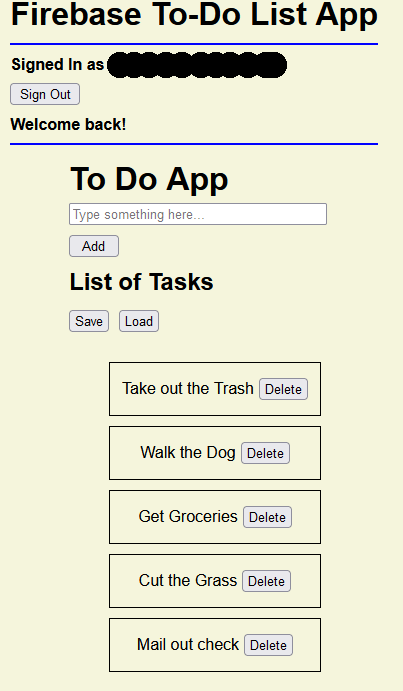 Firebase To-Do List App
Signed In as
Sign Out
Welcome back!
To Do App
Type something here...
Add
List of Tasks
Save Load
Take out the Trash Delete
Walk the Dog Delete
Get Groceries Delete
Cut the Grass Delete
Mail out check Delete